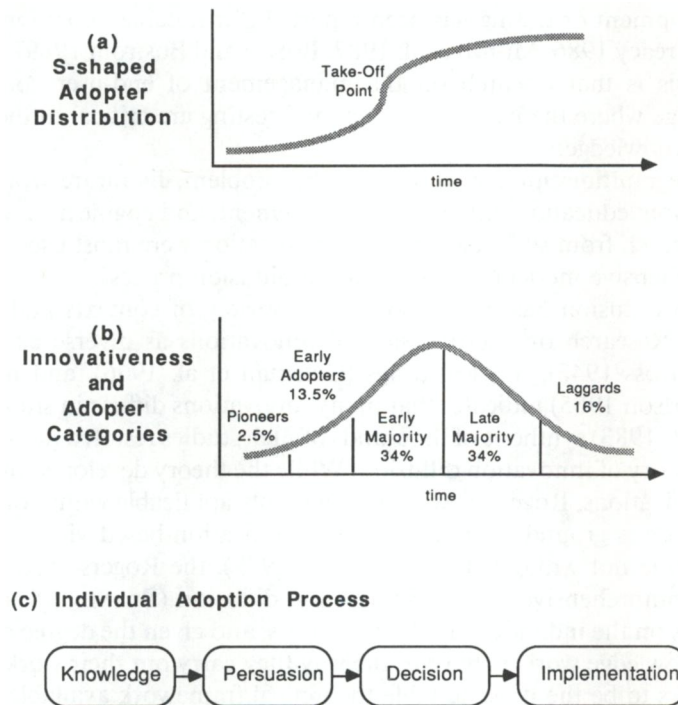 (a)
S-shaped
Adopter
Distribution
Take-Off
Point
time
(b)
Innovativeness
and
Adopter
Categories
Early
Adopters
13.5%
Pioneers
2.5%
Early
Majority
34%
Late
Majority
34%
Laggards
16%
time
(c) Individual Adoption Process
Knowledge
Persuasion
Decision
Implementation